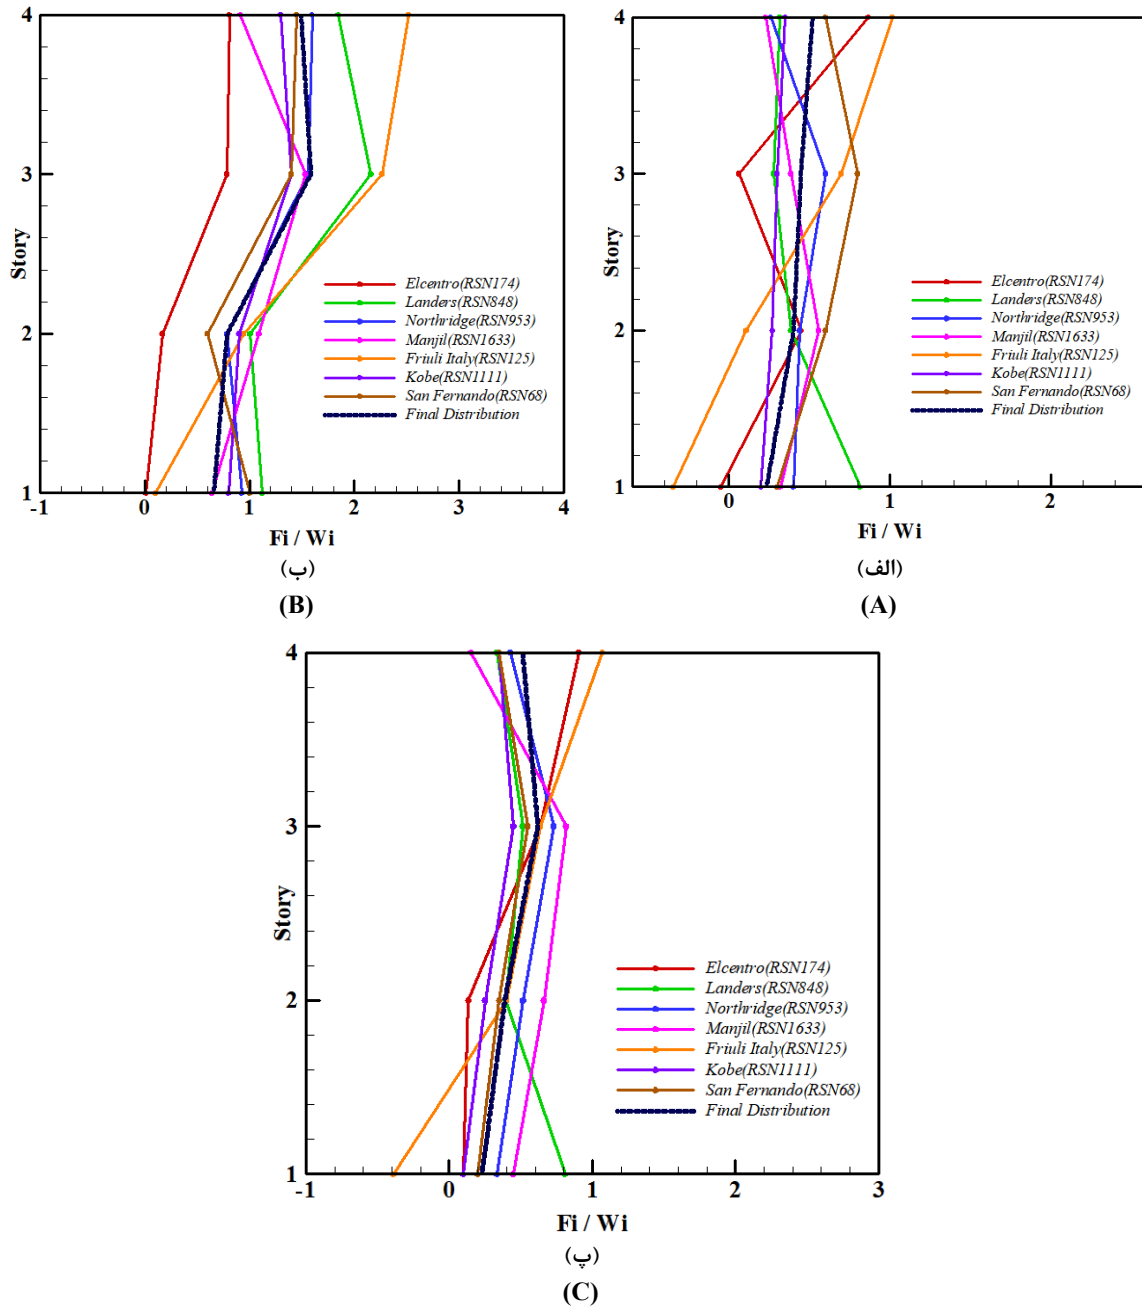 4
3
2
1
Story
-1
0
1
2
3
4
Fi / Wi
Elcentro(RSN174)
Landers(RSN848)
Northridge(RSN953)
Manjil(RSN1633)
Friuli Italy(RSN125)
Kobe(RSN1111)
San Fernando(RSN68)
Final Distribution
(ب)
(B)
4
3
2
1
Story
0
1
2
Fi / Wi
Elcentro(RSN174)
Landers(RSN848)
Northridge(RSN953)
Manjil(RSN1633)
Friuli Italy(RSN125)
Kobe(RSN1111)
San Fernando(RSN68)
Final Distribution
(الف)
(A)
4
3
2
1
Story
-1
0
1
2
3
Fi / Wi
Elcentro(RSN174)
Landers(RSN848)
Northridge(RSN953)
Manjil(RSN1633)
Friuli Italy(RSN125)
Kobe(RSN1111)
San Fernando(RSN68)
Final Distribution
(پ)
(C)